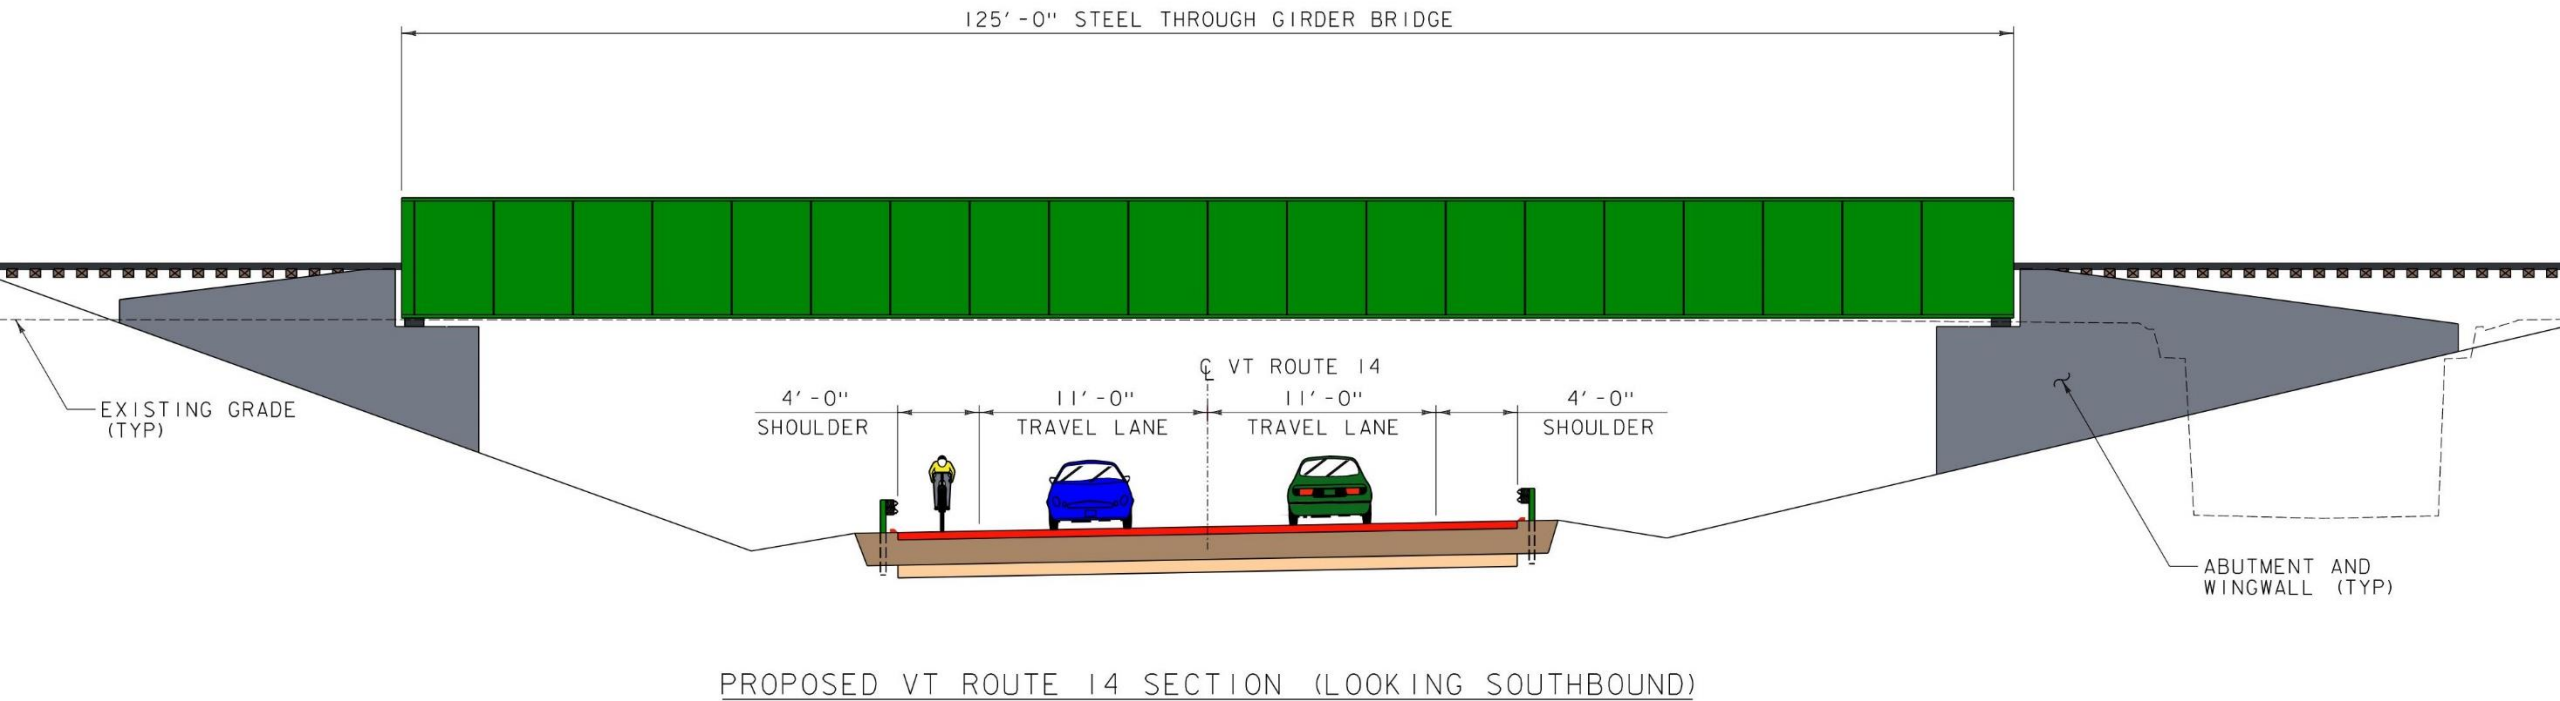 125'-0" STEEL THROUGH GIRDER BRIDGE
℄ VT ROUTE 14
4'-0" 11'-0" 11'-0" 4'-0"
SHOULDER TRAVEL LANE TRAVEL LANE SHOULDER
EXISTING GRADE
(TYP)
ABUTMENT AND
WINGWALL (TYP)
PROPOSED VT ROUTE 14 SECTION (LOOKING SOUTHBOUND)